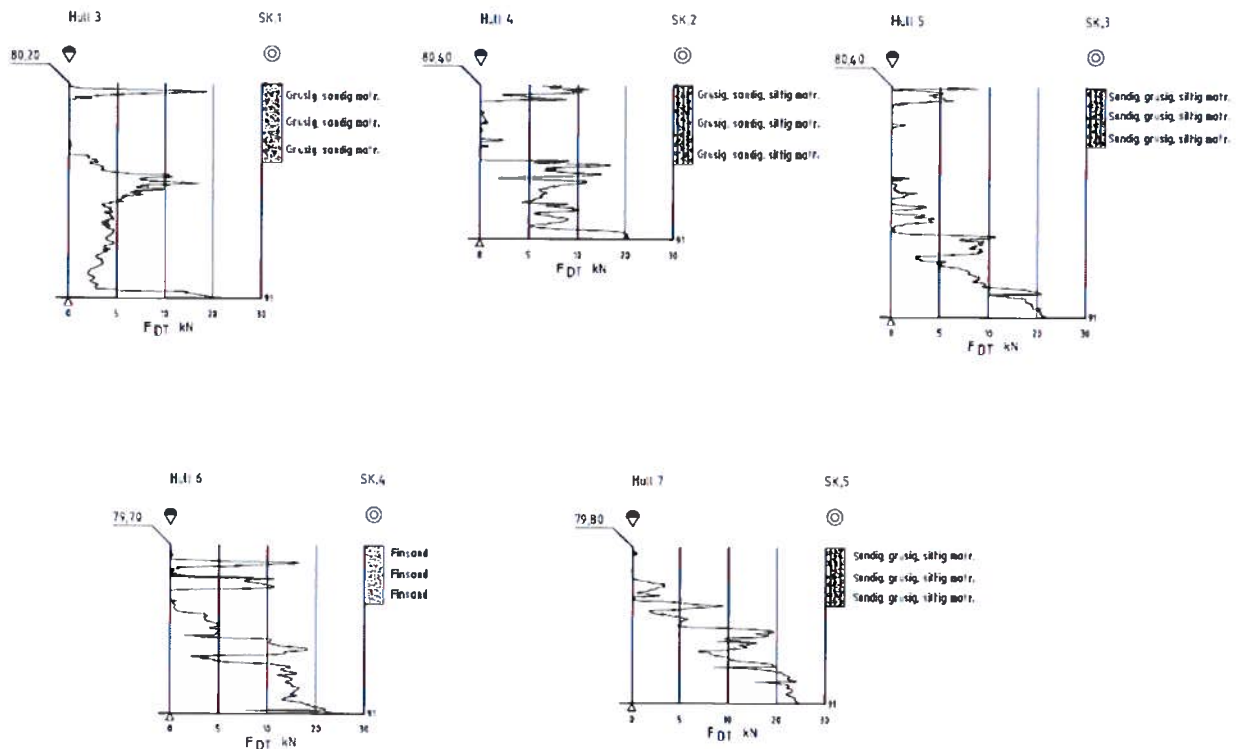 Hull 3 SK.1
80,20
Grusig, sandig matr.
Grusig, sandig matr.
Grusig, sandig matr.
91
0 5 10 20 30
FDT kN
Hull 4 SK.2
80,40
Grusig, sandig, siltig matr.
Grusig, sandig, siltig matr.
Grusig, sandig, siltig matr.
91
0 5 10 20 30
FDT kN
Hull 5 SK.3
80,40
Sandig, grusig, siltig matr.
Sandig, grusig, siltig matr.
Sandig, grusig, siltig matr.
91
0 5 10 20 30
FDT kN
Hull 6 SK.4
79,70
Finsand
Finsand
Finsand
91
0 5 10 20 30
FDT kN
Hull 7 SK.5
79,80
Sandig, grusig, siltig matr.
Sandig, grusig, siltig matr.
Sandig, grusig, siltig matr.
91
0 5 10 20 30
FDT kN